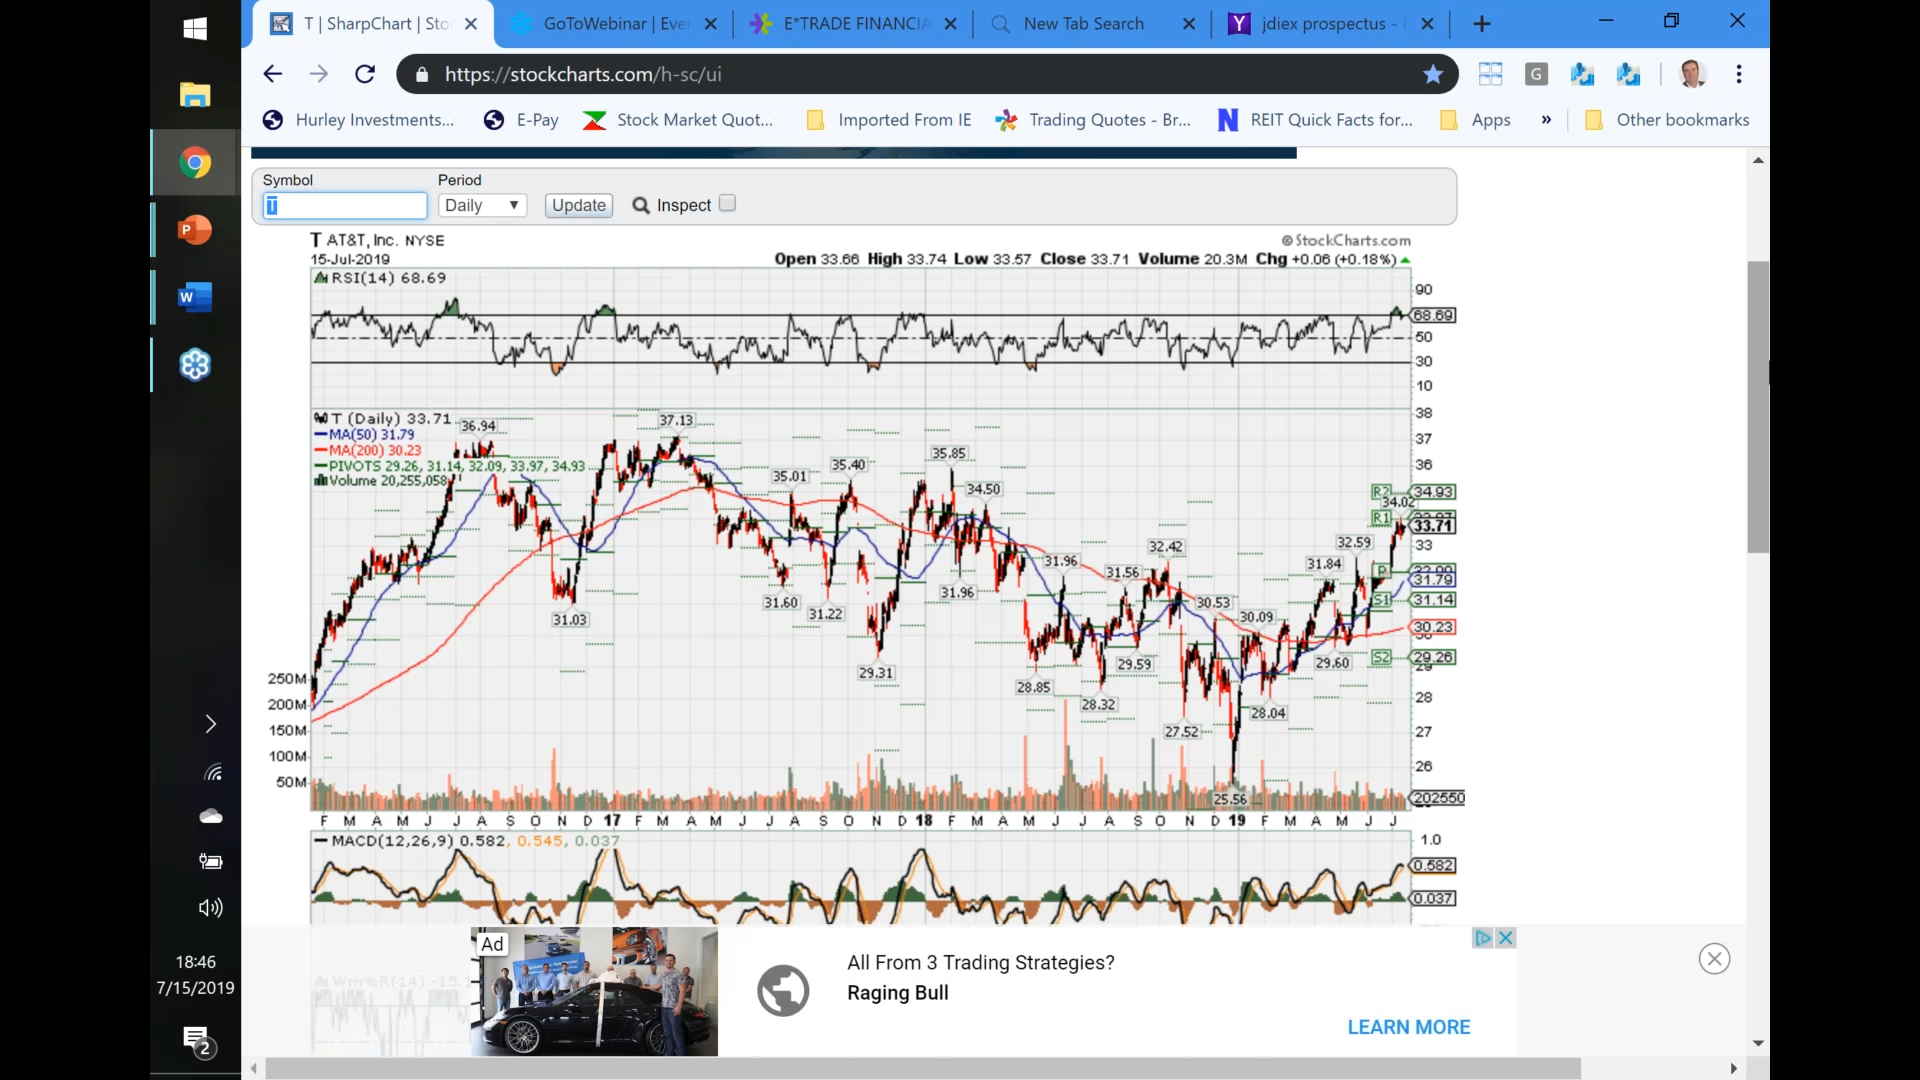 T | SharpChart | Sto
GoToWebinar | Eve
E*TRADE FINANCIA
New Tab Search
jdiex prospectus -
https://stockcharts.com/h-sc/ui
G
Hurley Investments...
E-Pay
Stock Market Quot...
Imported From IE
Trading Quotes - Br...
REIT Quick Facts for...
Apps
»
Other bookmarks
Symbol
Period
T
Daily
Update
Inspect
T AT&T, Inc. NYSE
© StockCharts.com
15-Jul-2019
Open 33.66 High 33.74 Low 33.57 Close 33.71 Volume 20.3M Chg +0.06 (+0.18%)
RSI(14) 68.69
90
68.69
50
30
10
T (Daily) 33.71
MA(50) 31.79
MA(200) 30.23
PIVOTS 29.26, 31.14, 32.09, 33.97, 34.93
Volume 20,255,058
36.94
37.13
35.01
35.40
35.85
34.50
31.03
31.60
31.22
29.31
31.96
31.96
28.85
28.32
31.56
29.59
32.42
27.52
30.53
25.56
30.09
28.04
31.84
29.60
32.59
34.02
38
37
36
R2 34.93
R1
33.71
33
P
31.79
S1 31.14
30.23
S2 29.26
29
28
27
26
202550
250M
200M
150M
100M
50M
F M A M J J A S O N D 17 F M A M J J A S O N D 18 F M A M J J A S O N D 19 F M A M J J
MACD(12,26,9) 0.582, 0.545, 0.037
1.0
0.582
0.037
Wm%R(14) -15.
Ad
All From 3 Trading Strategies?
Raging Bull
LEARN MORE
18:46
7/15/2019
2